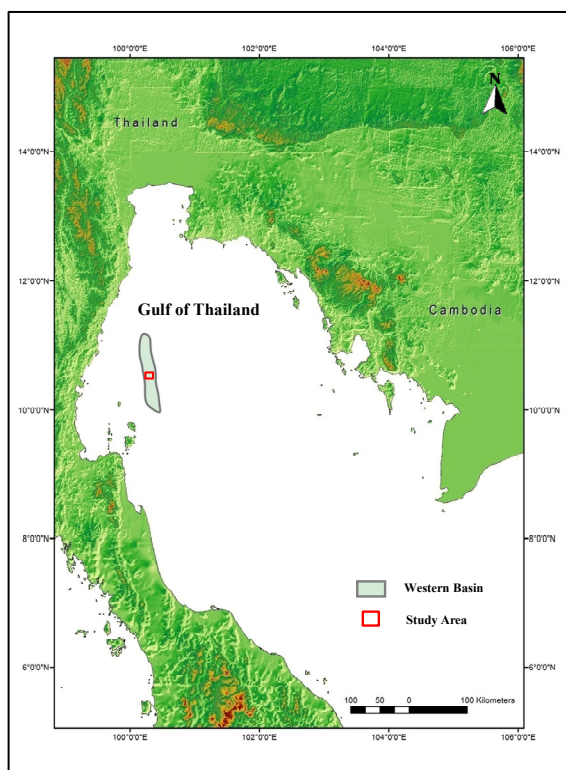 100°0'0"E 102°0'0"E 104°0'0"E 106°0'0"E
N
Thailand
14°0'0"N 14°0'0"N
12°0'0"N 12°0'0"N
Gulf of Thailand
Cambodia
10°0'0"N 10°0'0"N
8°0'0"N 8°0'0"N
Western Basin
Study Area
6°0'0"N 6°0'0"N
100 50 0 100 Kilometers
100°0'0"E 102°0'0"E 104°0'0"E 106°0'0"E